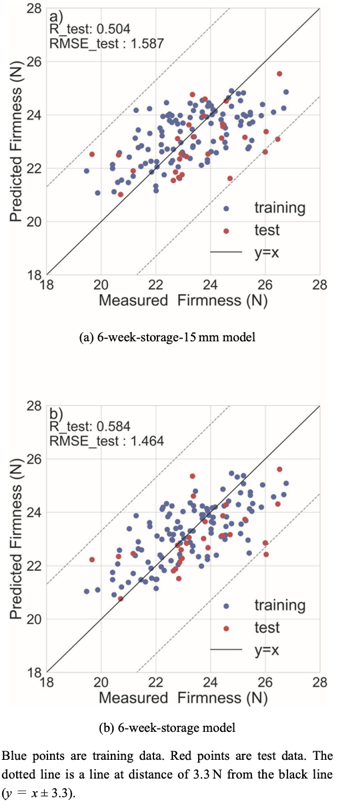 a)
R_test: 0.504
RMSE_test : 1.587
28
26
24
22
20
18
Predicted Firmness (N)
training
test
y=x
18 20 22 24 26 28
Measured Firmness (N)
(a) 6-week-storage-15 mm model
b)
R_test: 0.584
RMSE_test : 1.464
28
26
24
22
20
18
Predicted Firmness (N)
training
test
y=x
18 20 22 24 26 28
Measured Firmness (N)
(b) 6-week-storage model
Blue points are training data. Red points are test data. The
dotted line is a line at distance of 3.3 N from the black line
(y = x ± 3.3).